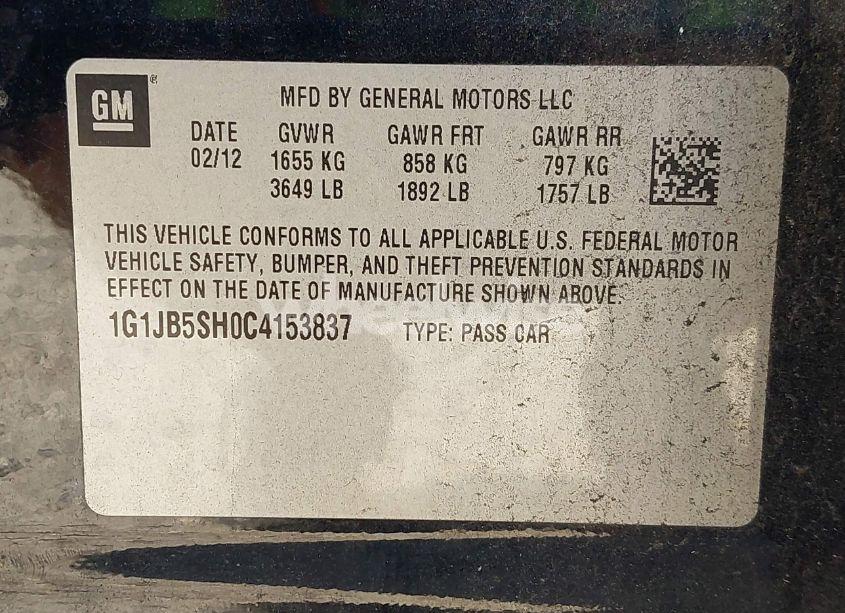 GM
MFD BY GENERAL MOTORS LLC
DATE GVWR GAWR FRT GAWR RR
02/12 1655 KG 858 KG 797 KG
3649 LB 1892 LB 1757 LB
THIS VEHICLE CONFORMS TO ALL APPLICABLE U.S. FEDERAL MOTOR
VEHICLE SAFETY, BUMPER, AND THEFT PREVENTION STANDARDS IN
EFFECT ON THE DATE OF MANUFACTURE SHOWN ABOVE.
1G1JB5SH0C4153837 TYPE: PASS CAR